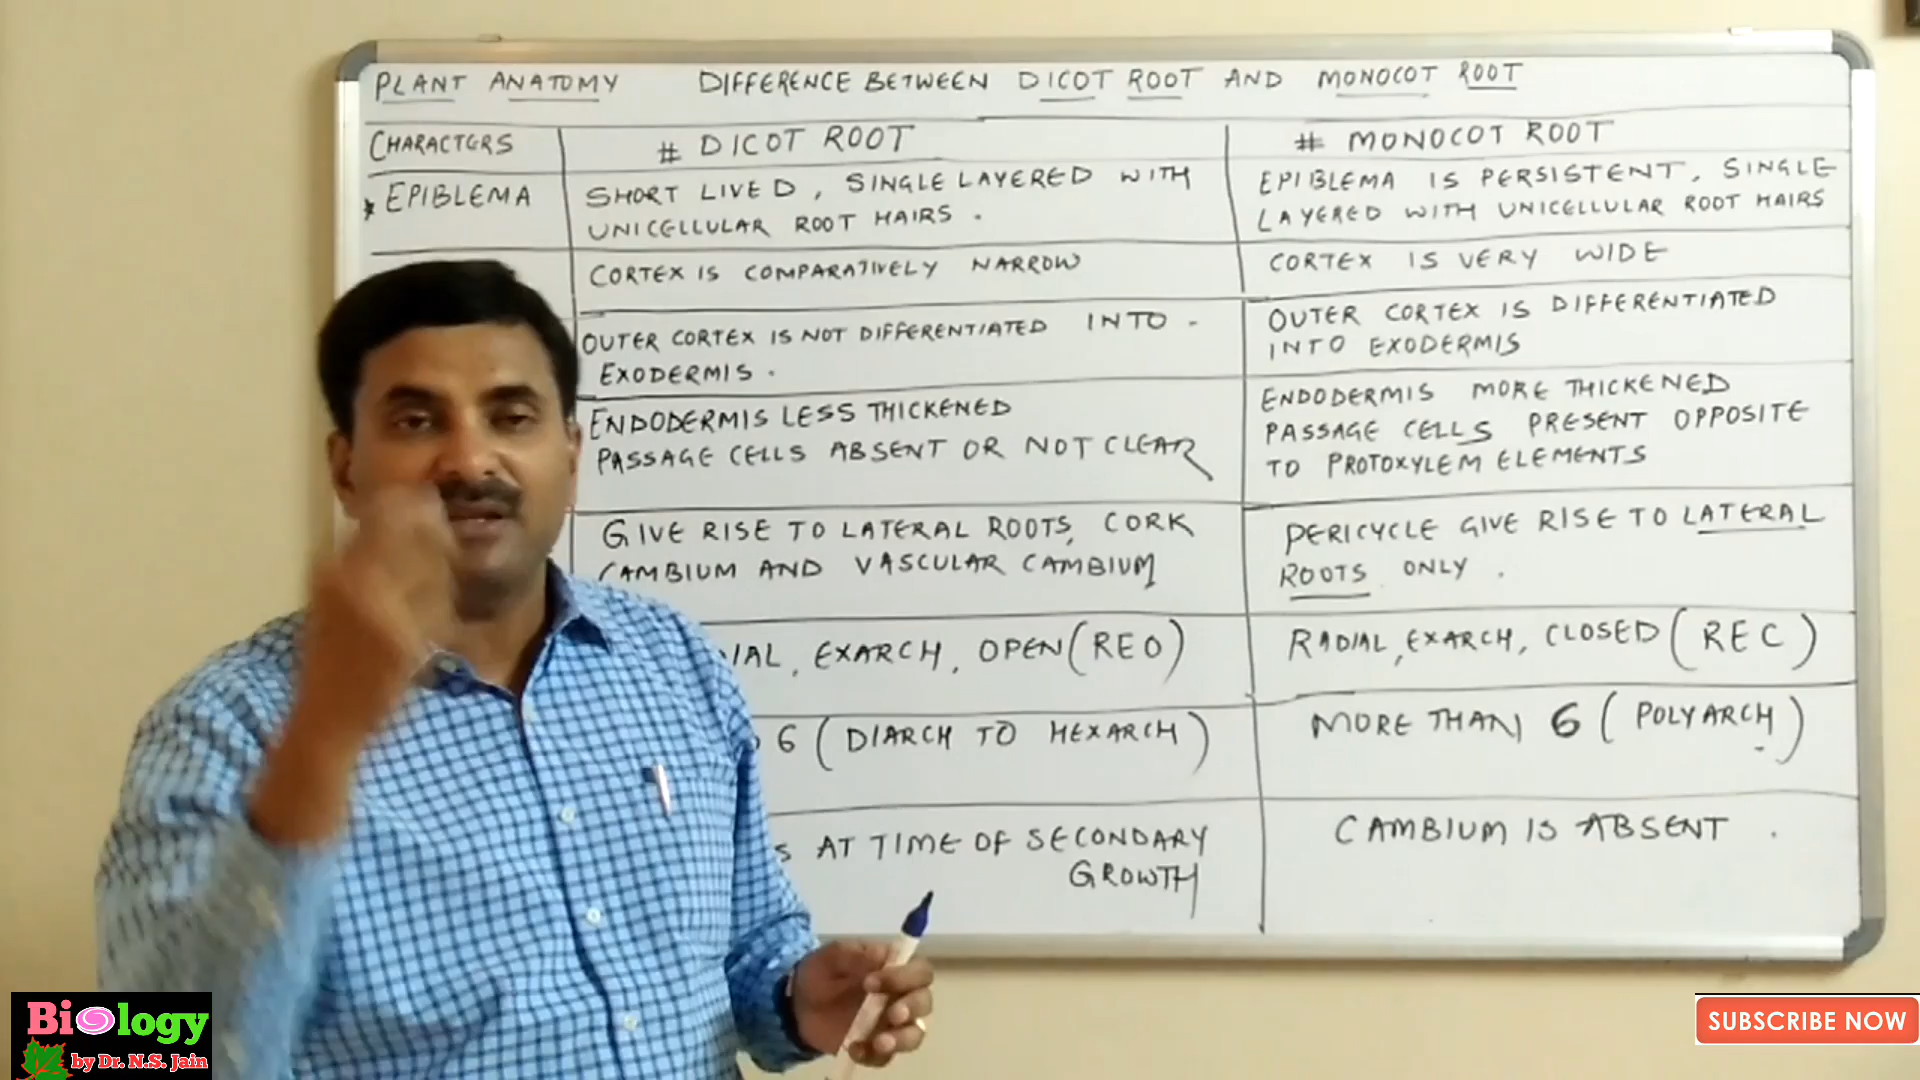 PLANT ANATOMY DIFFERENCE BETWEEN DICOT ROOT AND MONOCOT ROOT
CHARACTERS # DICOT ROOT # MONOCOT ROOT
* EPIBLEMA
SHORT LIVED, SINGLE LAYERED WITH
UNICELLULAR ROOT HAIRS.
EPIBLEMA IS PERSISTENT, SINGLE
LAYERED WITH UNICELLULAR ROOT HAIRS
CORTEX IS COMPARATIVELY NARROW
CORTEX IS VERY WIDE
OUTER CORTEX IS NOT DIFFERENTIATED INTO -
EXODERMIS.
OUTER CORTEX IS DIFFERENTIATED
INTO EXODERMIS
ENDODERMIS LESS THICKENED
PASSAGE CELLS ABSENT OR NOT CLEAR
ENDODERMIS MORE THICKENED
PASSAGE CELLS PRESENT OPPOSITE
TO PROTOXYLEM ELEMENTS
GIVE RISE TO LATERAL ROOTS, CORK
CAMBIUM AND VASCULAR CAMBIUM
PERICYCLE GIVE RISE TO LATERAL
ROOTS ONLY.
EXARCH, OPEN (REO)
RADIAL, EXARCH, CLOSED (REC)
6 (DIARCH TO HEXARCH)
MORE THAN 6 (POLYARCH)
AT TIME OF SECONDARY
GROWTH
CAMBIUM IS ABSENT.
Biology
by Dr. N.S. Jain
SUBSCRIBE NOW